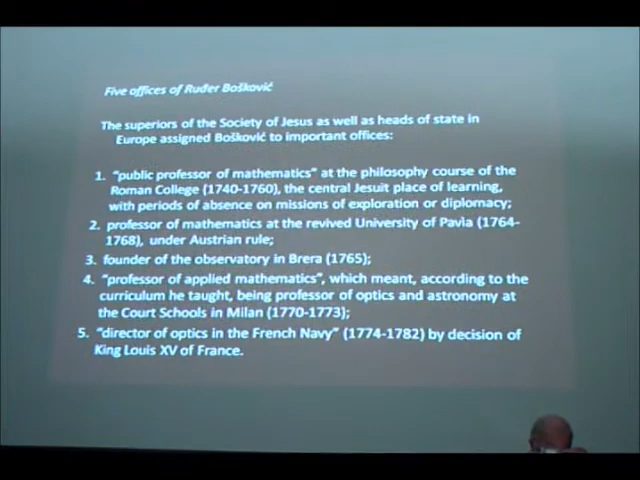 Five offices of Ruđer Bošković
The superiors of the Society of Jesus as well as heads of state in
Europe assigned Bošković to important offices:
1. "public professor of mathematics" at the philosophy course of the
Roman College (1740-1760), the central Jesuit place of learning,
with periods of absence on missions of exploration or diplomacy;
2. professor of mathematics at the revived University of Pavia (1764-
1768), under Austrian rule;
3. founder of the observatory in Brera (1765);
4. "professor of applied mathematics", which meant, according to the
curriculum he taught, being professor of optics and astronomy at
the Court Schools in Milan (1770-1773);
5. "director of optics in the French Navy" (1774-1782) by decision of
King Louis XV of France.